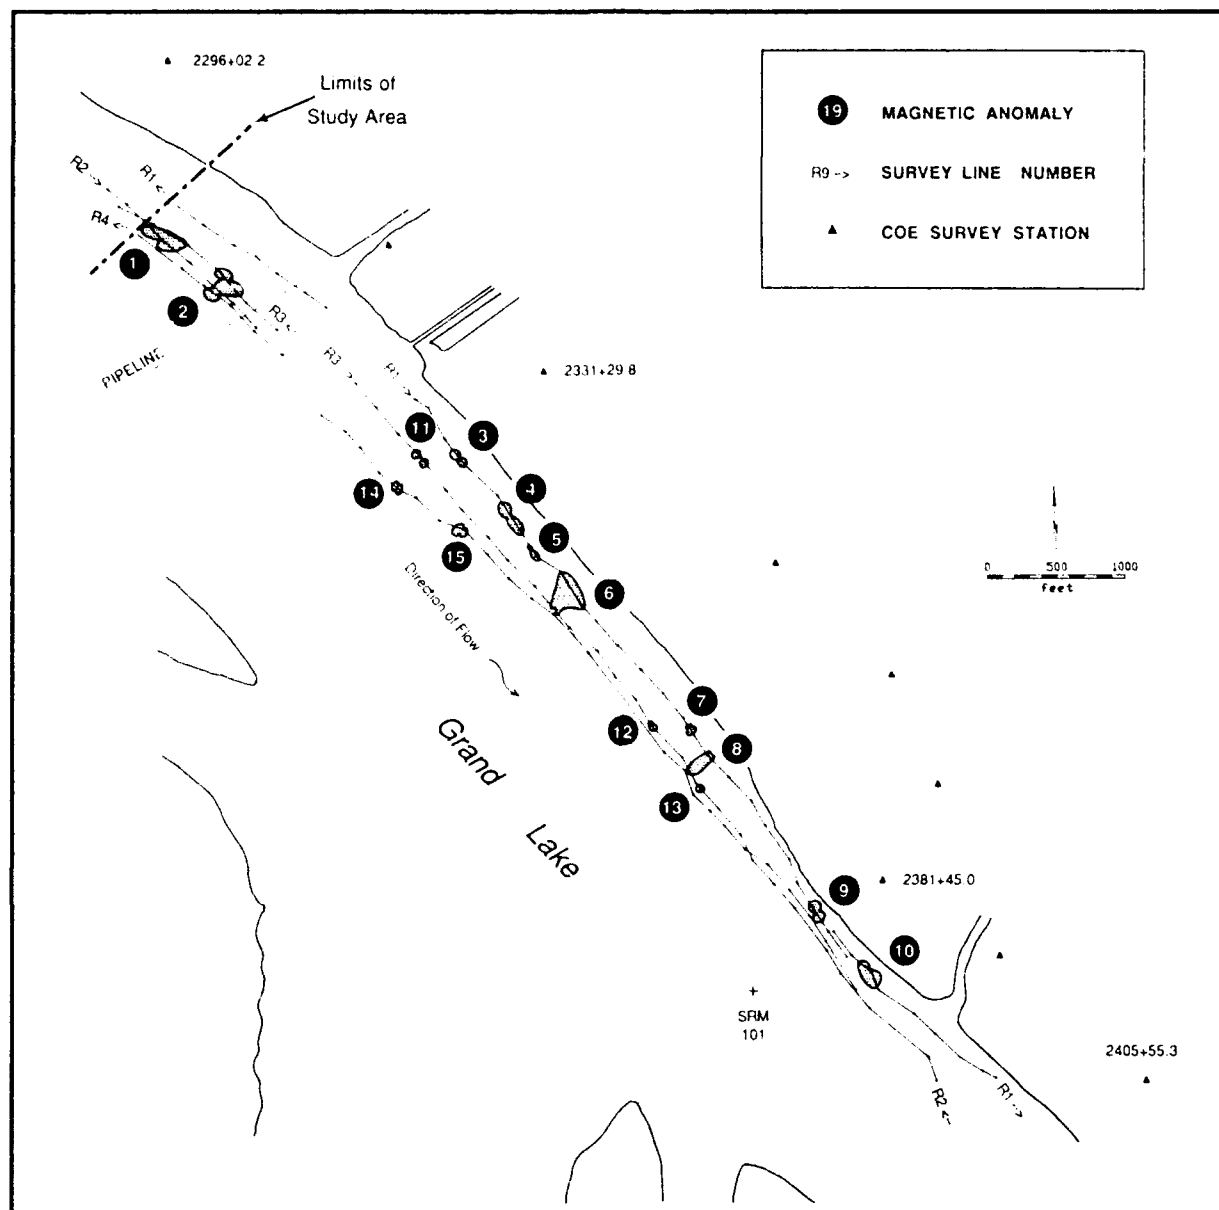 2296+02.2
Limits of
Study Area
19 MAGNETIC ANOMALY
R9 --> SURVEY LINE NUMBER
COE SURVEY STATION
R2 -->
R1 <--
R4 <--
1
2
R3 <--
PIPELINE
R3 -->
R1 -->
2331+29.8
11
3
14
4
15
5
6
0 500 1000
feet
Direction of Flow
7
12
8
13
Grand
Lake
9
2381+45.0
10
SRM
101
2405+55.3
R2 <--
R1 -->